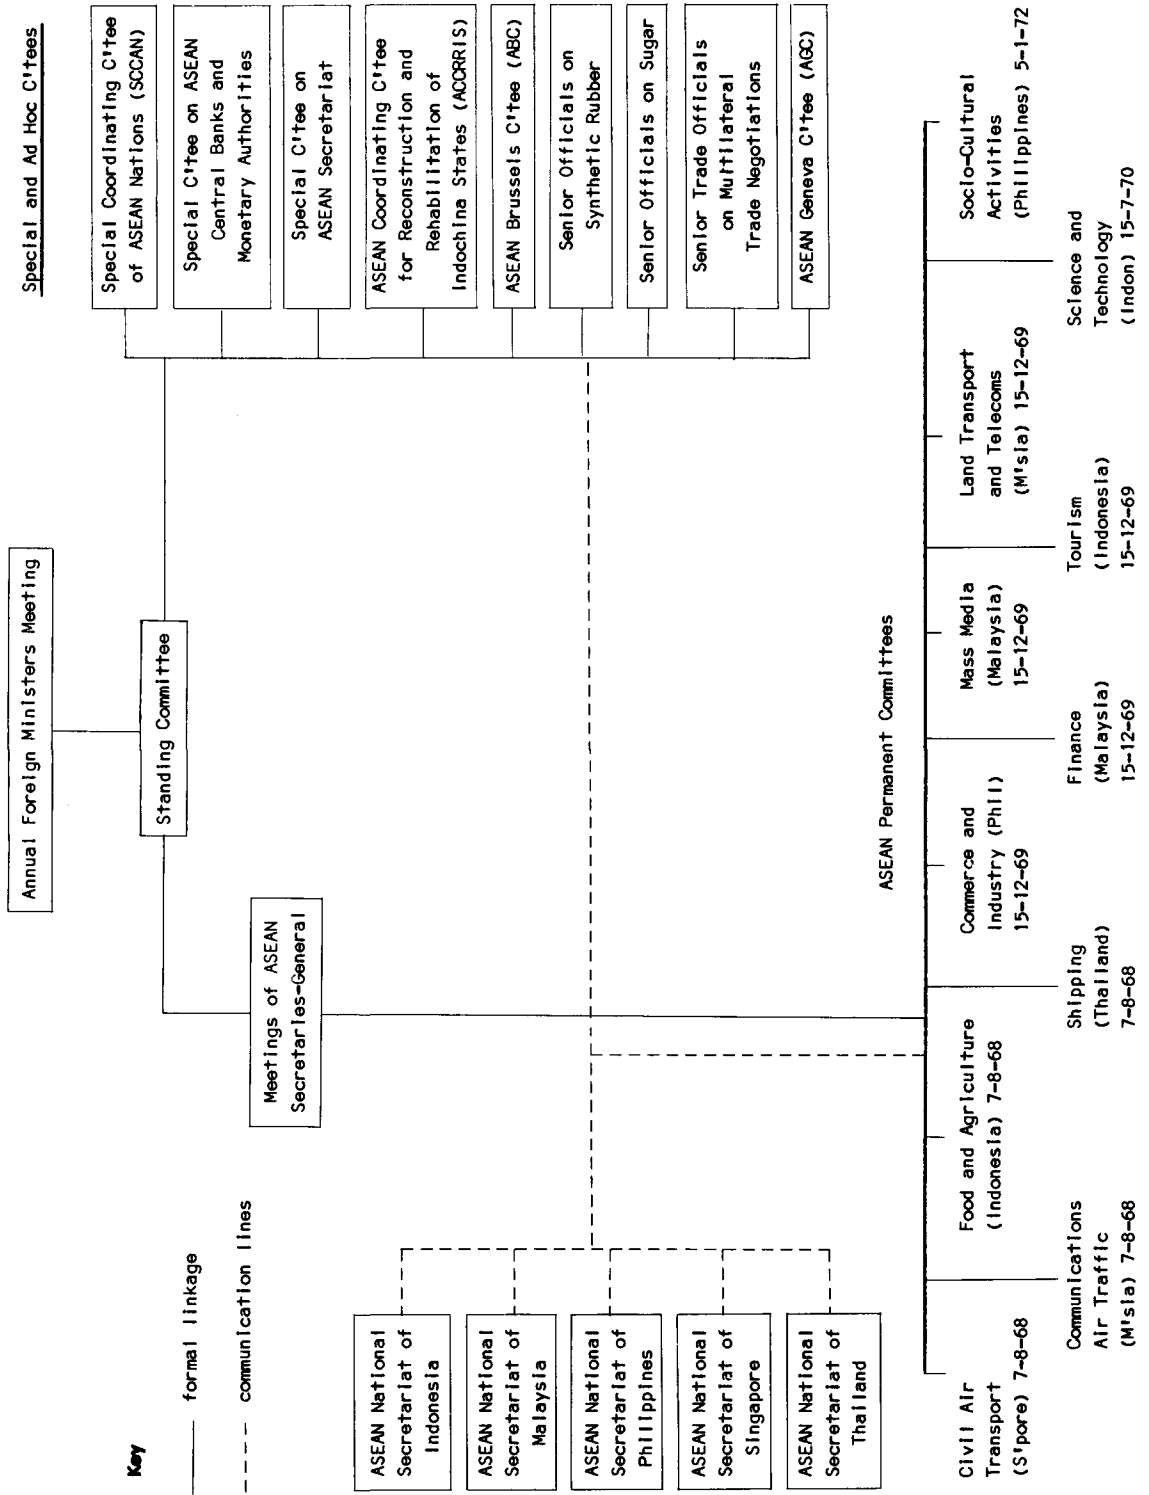 Annual Foreign Ministers Meeting
Standing Committee
Meetings of ASEAN
Secretaries-General
Key
formal linkage
communication lines
ASEAN National
Secretariat of
Indonesia
ASEAN National
Secretariat of
Malaysia
ASEAN National
Secretariat of
Philippines
ASEAN National
Secretariat of
Singapore
ASEAN National
Secretariat of
Thailand
Special and Ad Hoc C'tees
Special Coordinating C'tee
of ASEAN Nations (SCCAN)
Special C'tee on ASEAN
Central Banks and
Monetary Authorities
Special C'tee on
ASEAN Secretariat
ASEAN Coordinating C'tee
for Reconstruction and
Rehabilitation of
Indochina States (ACCRRIS)
ASEAN Brussels C'tee (ABC)
Senior Officials on
Synthetic Rubber
Senior Officials on Sugar
Senior Trade Officials
on Multilateral
Trade Negotiations
ASEAN Geneva C'tee (AGC)
ASEAN Permanent Committees
Civil Air
Transport
(S'pore) 7-8-68
Communications
Air Traffic
(M'sia) 7-8-68
Food and Agriculture
(Indonesia) 7-8-68
Shipping
(Thailand)
7-8-68
Commerce and
Industry (Phil)
15-12-69
Finance
(Malaysia)
15-12-69
Mass Media
(Malaysia)
15-12-69
Tourism
(Indonesia)
15-12-69
Land Transport
and Telecoms
(M'sia) 15-12-69
Science and
Technology
(Indon) 15-7-70
Socio-Cultural
Activities
(Philippines) 5-1-72